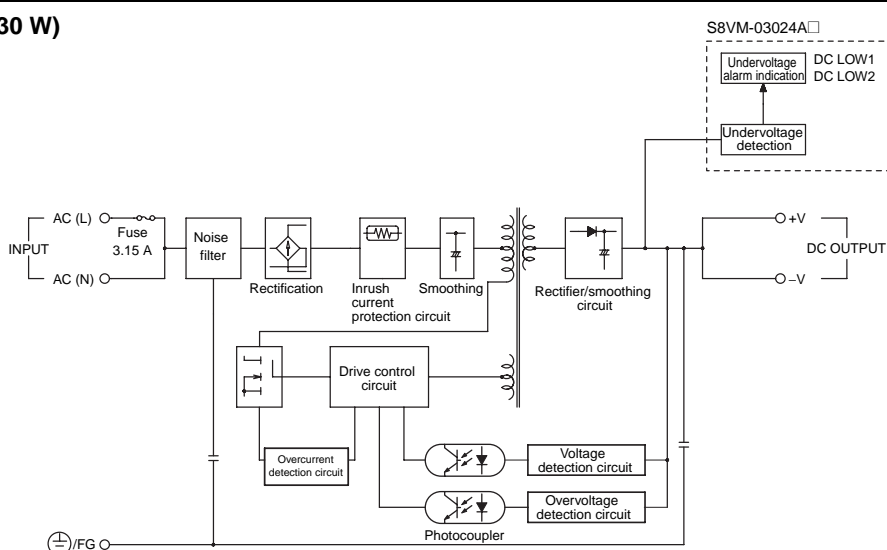 30 W)
S8VM-03024A□
Undervoltage
alarm indication
DC LOW1
DC LOW2
Undervoltage
detection
AC (L)
Fuse
3.15 A
INPUT
AC (N)
Noise
filter
Rectification
Inrush
current
protection circuit
Smoothing
Rectifier/smoothing
circuit
+V
DC OUTPUT
–V
Drive control
circuit
Overcurrent
detection circuit
Voltage
detection circuit
Overvoltage
detection circuit
Photocoupler
/FG